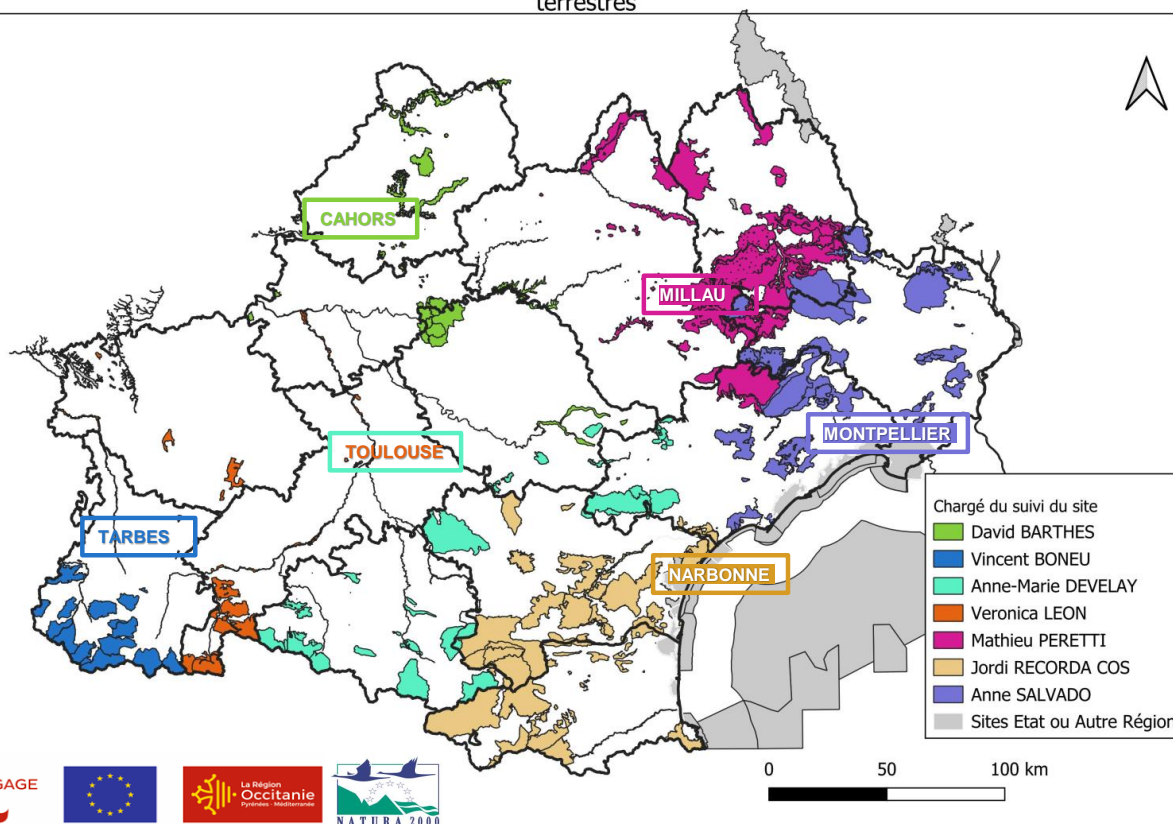 terrestres
CAHORS
MILLAU
MONTPELLIER
TOULOUSE
TARBES
NARBONNE
Chargé du suivi du site
David BARTHES
Vincent BONEU
Anne-Marie DEVELAY
Veronica LEON
Mathieu PERETTI
Jordi RECORDA COS
Anne SALVADO
Sites Etat ou Autre Région
0 50 100 km
GAGE
La Région
Occitanie
Pyrénées - Méditerranée
NATURA 2000